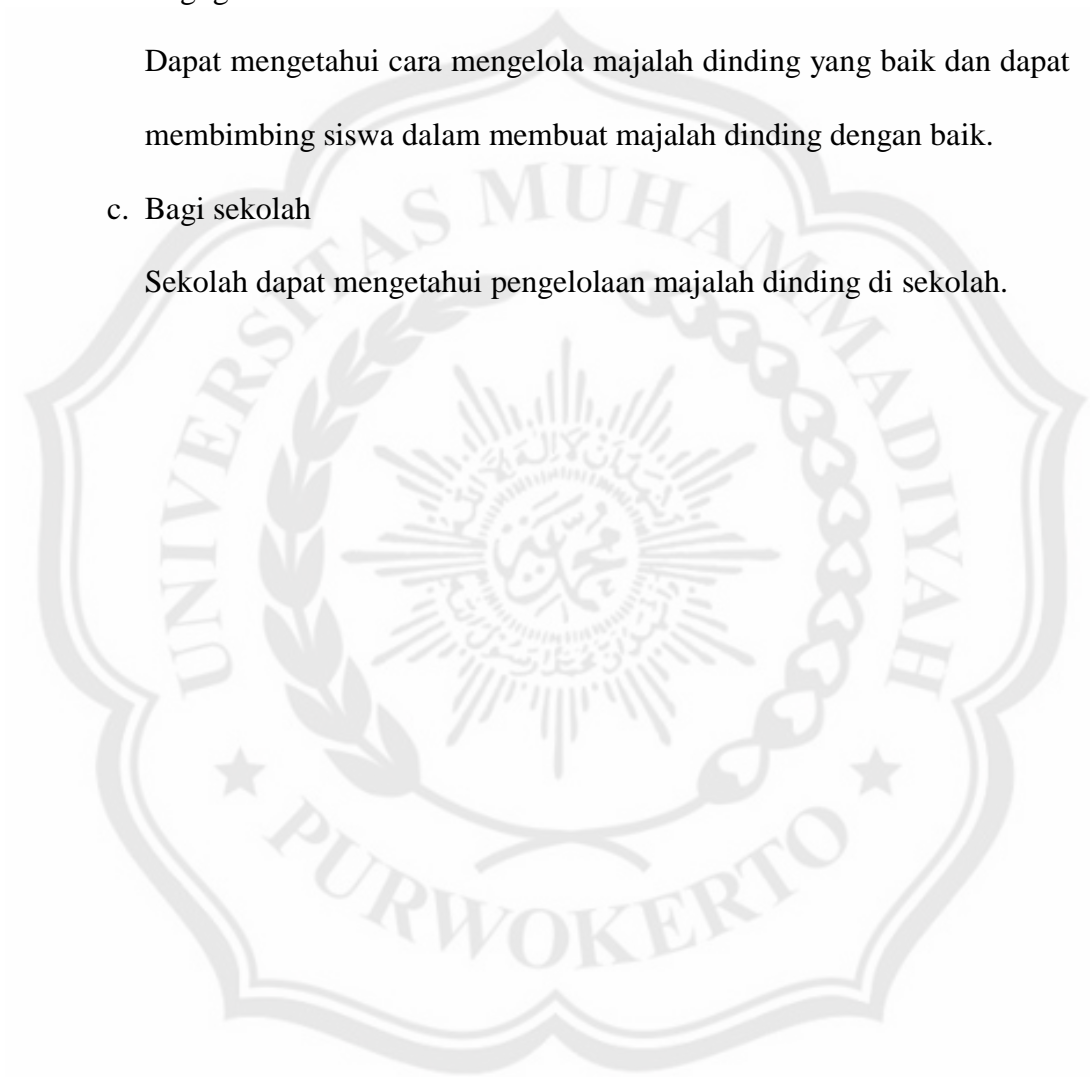 Dapat mengetahui cara mengelola majalah dinding yang baik dan dapat
membimbing siswa dalam membuat majalah dinding dengan baik.
c. Bagi sekolah
Sekolah dapat mengetahui pengelolaan majalah dinding di sekolah.
UNIVERSITAS MUHAMMADIYAH
PURWOKERTO